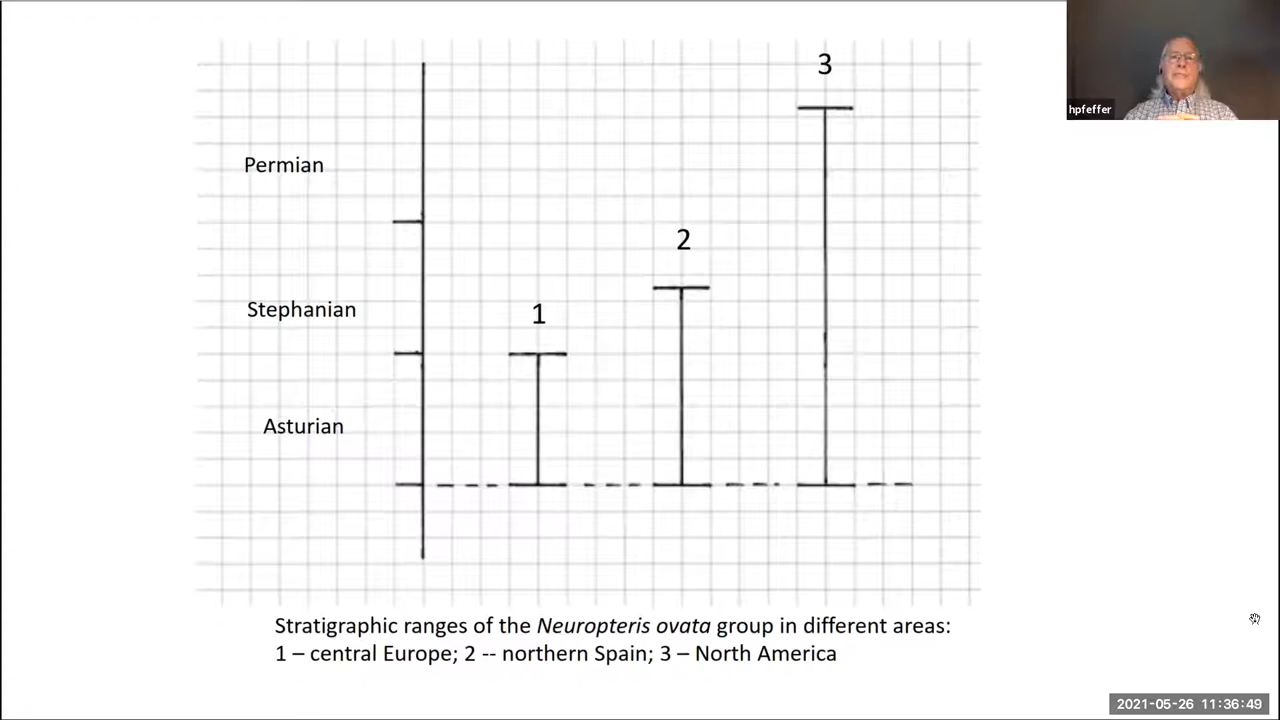 hpfeffer
3
Permian
2
Stephanian
1
Asturian
Stratigraphic ranges of the Neuropteris ovata group in different areas:
1 – central Europe; 2 -- northern Spain; 3 – North America
2021-05-26 11:36:49